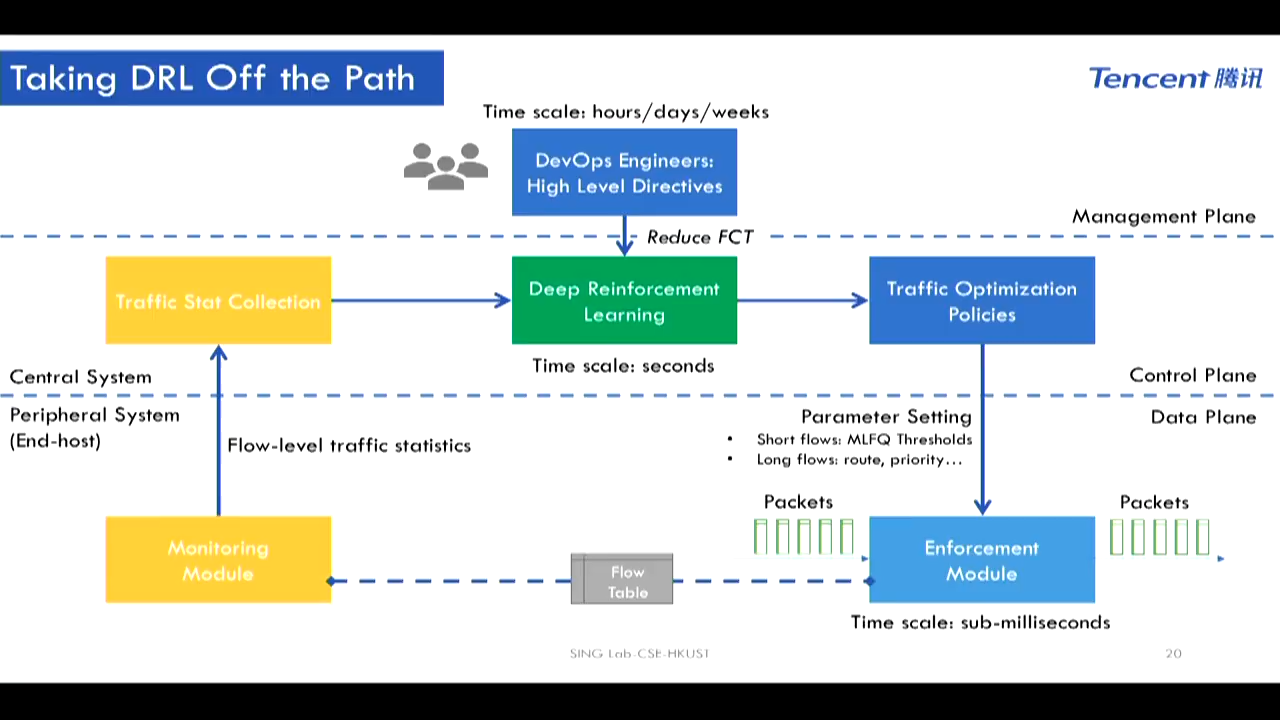 Taking DRL Off the Path
Tencent 腾讯
Time scale: hours/days/weeks
DevOps Engineers:
High Level Directives
Management Plane
Reduce FCT
Traffic Stat Collection
Deep Reinforcement
Learning
Traffic Optimization
Policies
Time scale: seconds
Central System
Control Plane
Peripheral System
(End-host)
Parameter Setting
Data Plane
• Short flows: MLFQ Thresholds
• Long flows: route, priority...
Flow-level traffic statistics
Packets
Packets
Monitoring
Module
Flow
Table
Enforcement
Module
Time scale: sub-milliseconds
SING Lab-CSE-HKUST
20